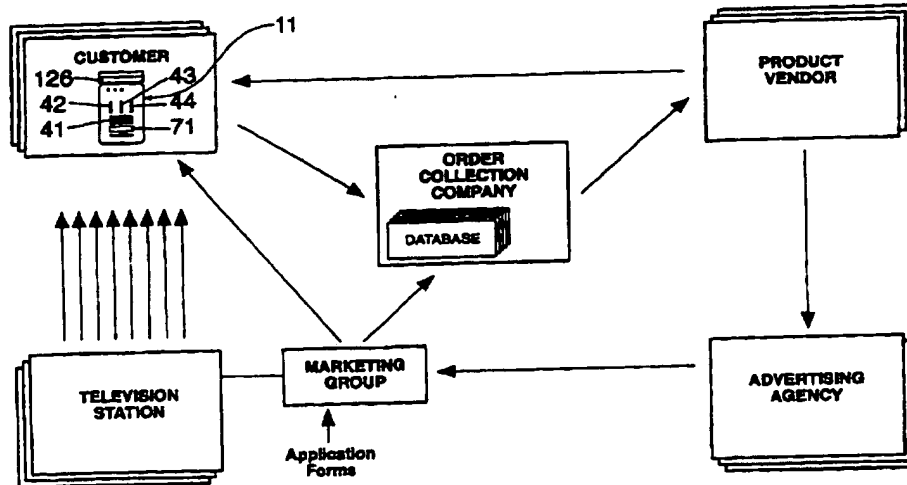 11
CUSTOMER
126
43
42
44
41
71
PRODUCT
VENDOR
ORDER
COLLECTION
COMPANY
DATABASE
TELEVISION
STATION
MARKETING
GROUP
Application
Forms
ADVERTISING
AGENCY